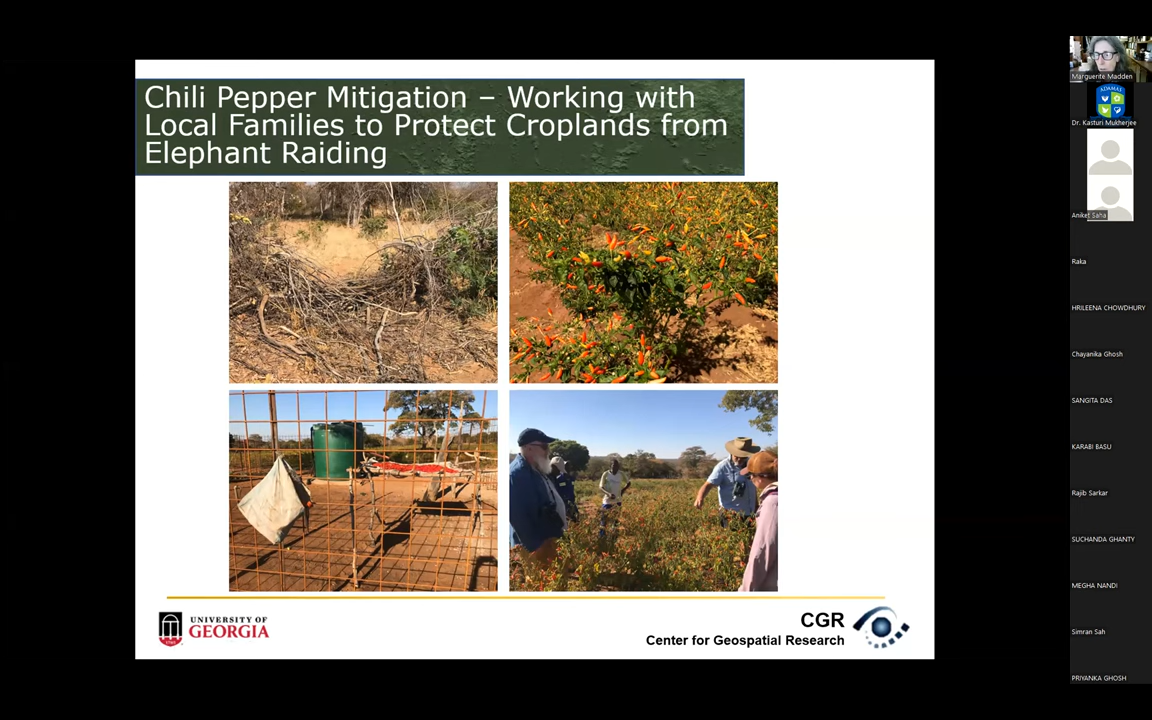 Chili Pepper Mitigation – Working with
Local Families to Protect Croplands from
Elephant Raiding
UNIVERSITY OF
GEORGIA
CGR
Center for Geospatial Research
Marguerite Madden
ADAMAS
Dr. Kasturi Mukherjee
Aniket Saha
Raka
HRILEENA CHOWDHURY
Chayanika Ghosh
SANGITA DAS
KARABI BASU
Rajib Sarkar
SUCHANDA GHANTY
MEGHA NANDI
Simran Sah
PRIYANKA GHOSH